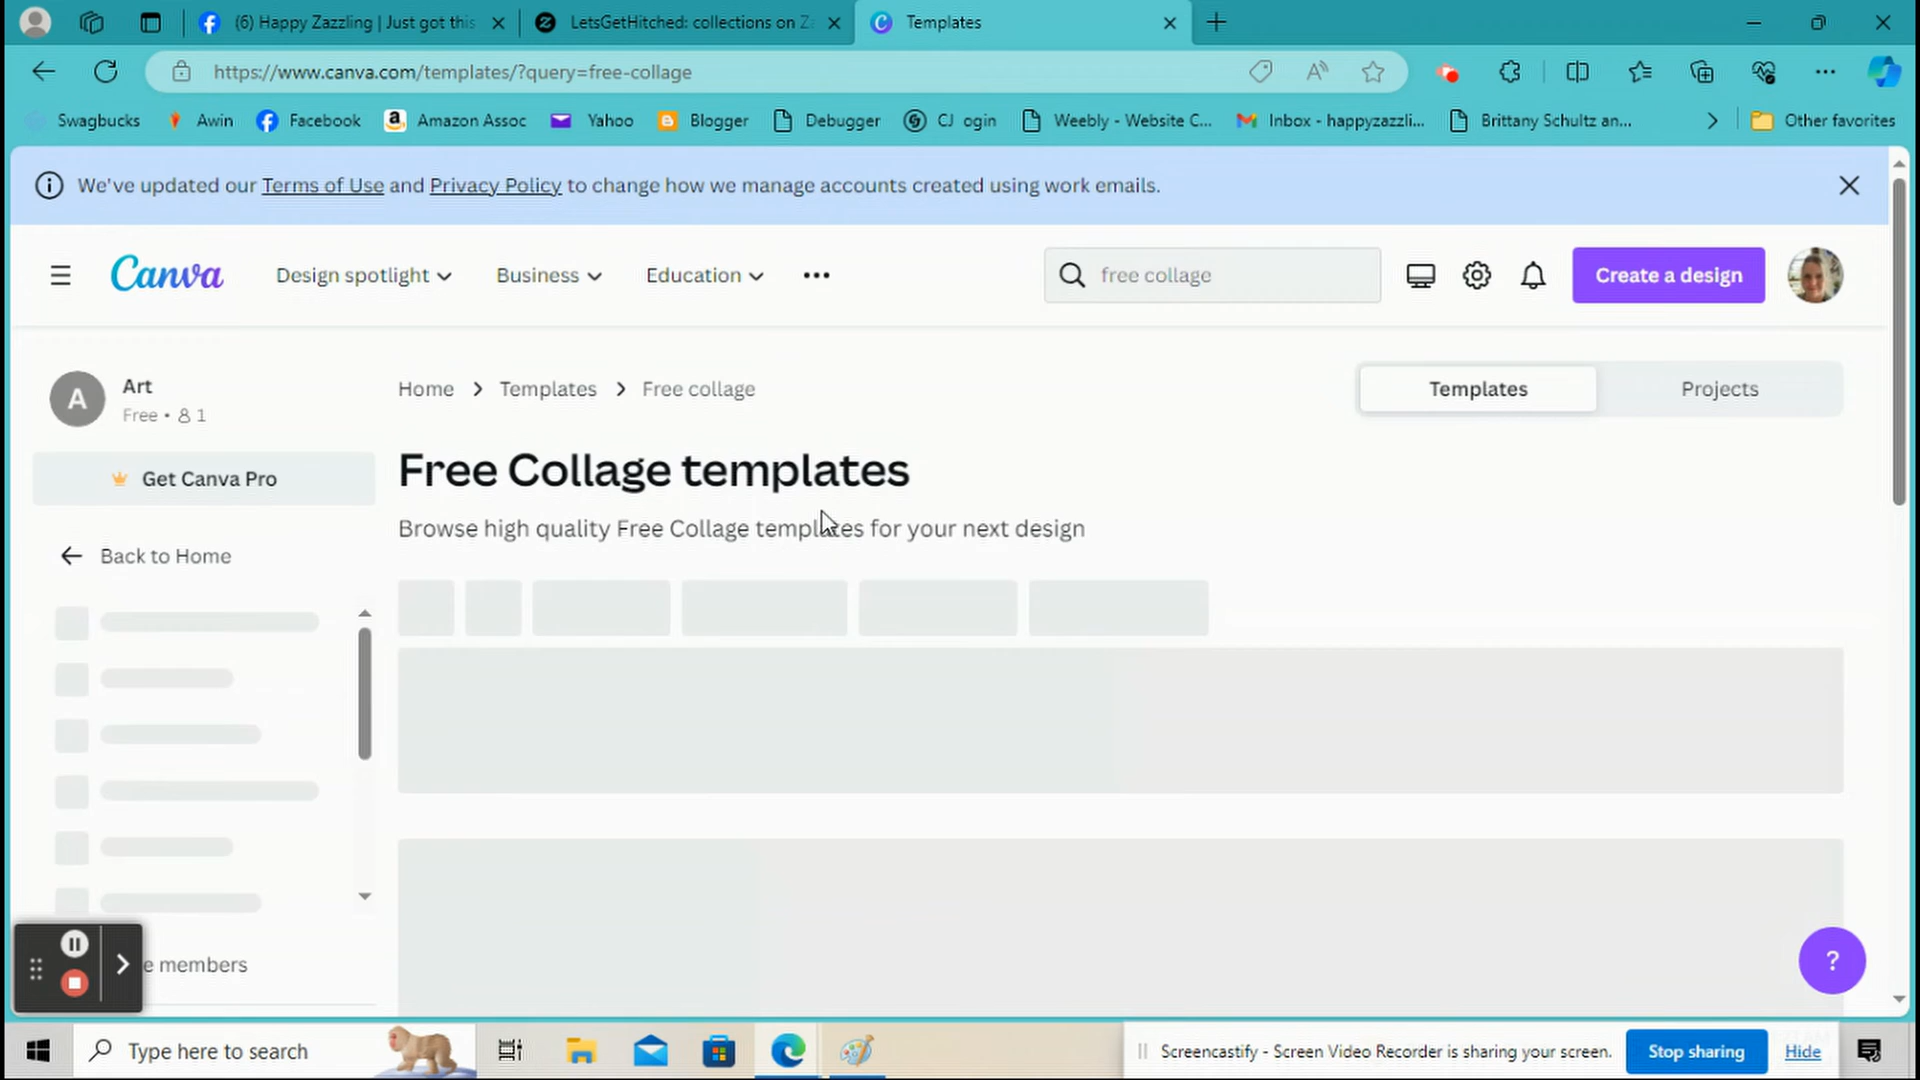 (6) Happy Zazzling | Just got this
LetsGetHitched: collections on Za
Templates
https://www.canva.com/templates/?query=free-collage
Swagbucks
Awin
Facebook
Amazon Assoc
Yahoo
Blogger
Debugger
CJ ogin
Weebly - Website C...
Inbox - happyzazzli...
Brittany Schultz an...
Other favorites
We've updated our Terms of Use and Privacy Policy to change how we manage accounts created using work emails.
Canva
Design spotlight
Business
Education
free collage
Create a design
A
Art
Free • 1
Home > Templates > Free collage
Templates
Projects
Get Canva Pro
Free Collage templates
Browse high quality Free Collage templates for your next design
Back to Home
e members
?
Type here to search
Screencastify - Screen Video Recorder is sharing your screen.
Stop sharing
Hide